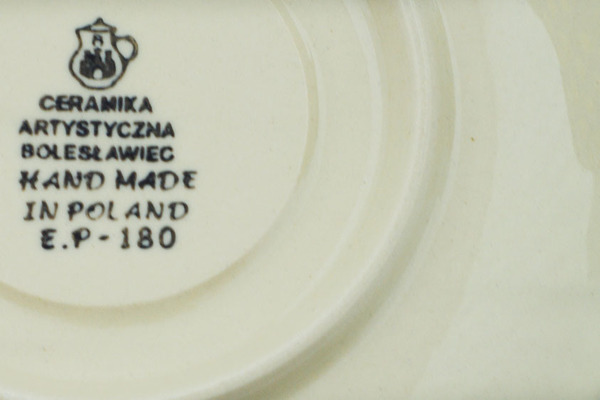 CERAMIKA
ARTYSTYCZNA
BOLESŁAWIEC
HAND MADE
IN POLAND
E.P-180